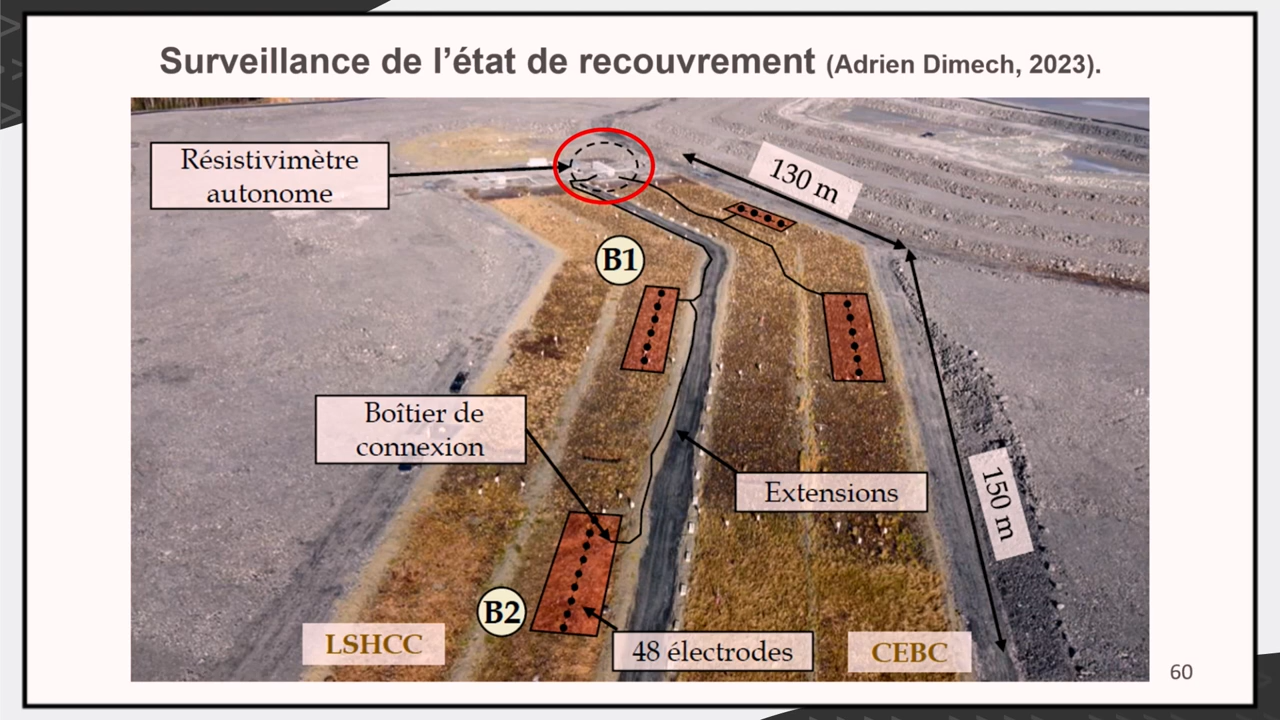 Surveillance de l’état de recouvrement (Adrien Dimech, 2023).
Résistivimètre
autonome
130 m
B1
Boîtier de
connexion
Extensions
150 m
B2
48 électrodes
LSHCC
CEBC
60